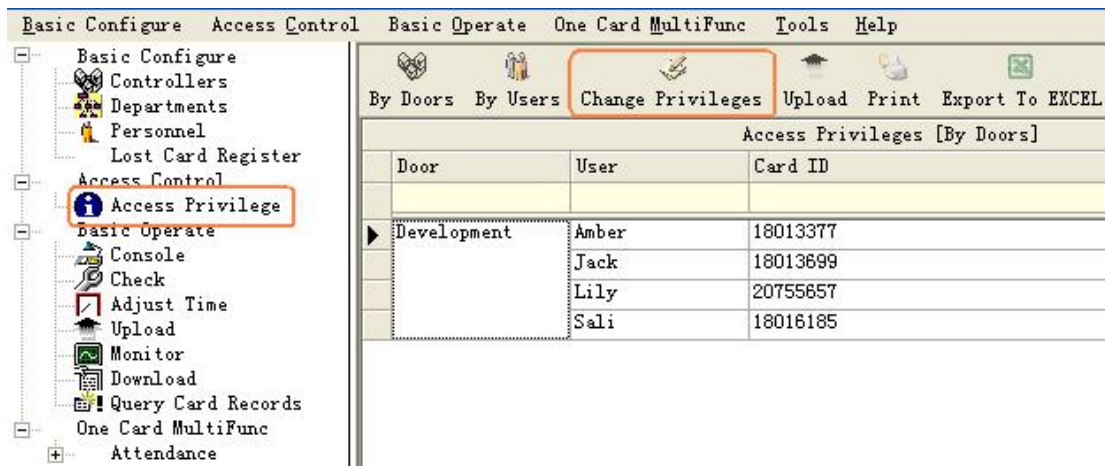 Basic Configure Access Control Basic Operate One Card MultiFunc Tools Help
Basic Configure
Controllers
Departments
Personnel
Lost Card Register
Access Control
Access Privilege
Basic Operate
Console
Check
Adjust Time
Upload
Monitor
Download
Query Card Records
One Card MultiFunc
Attendance
By Doors By Users Change Privileges Upload Print Export To EXCEL
Access Privileges [By Doors]
Door User Card ID
Development Amber 18013377
Jack 18013699
Lily 20755657
Sali 18016185